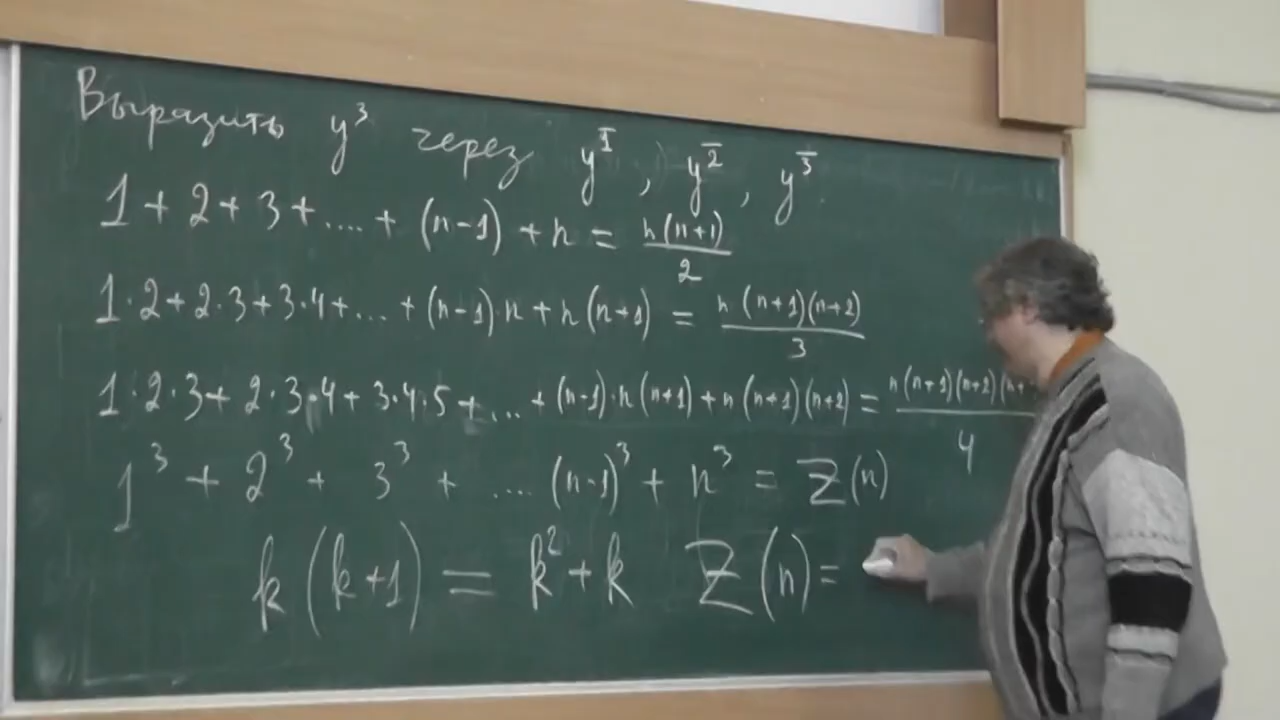 Выразить y³ через y^1̅, y^2̅, y^3̅.
1 + 2 + 3 + .... + (n-1) + n = n(n+1)/2
1·2 + 2·3 + 3·4 + ... + (n-1)·n + n(n+1) = n·(n+1)(n+2)/3
1·2·3 + 2·3·4 + 3·4·5 + ... + (n-1)·n(n+1) + n(n+1)(n+2) = n(n+1)(n+2)(n+ /4
1³ + 2³ + 3³ + .... (n-1)³ + n³ = Z(n)
k(k+1) = k² + k Z(n) =